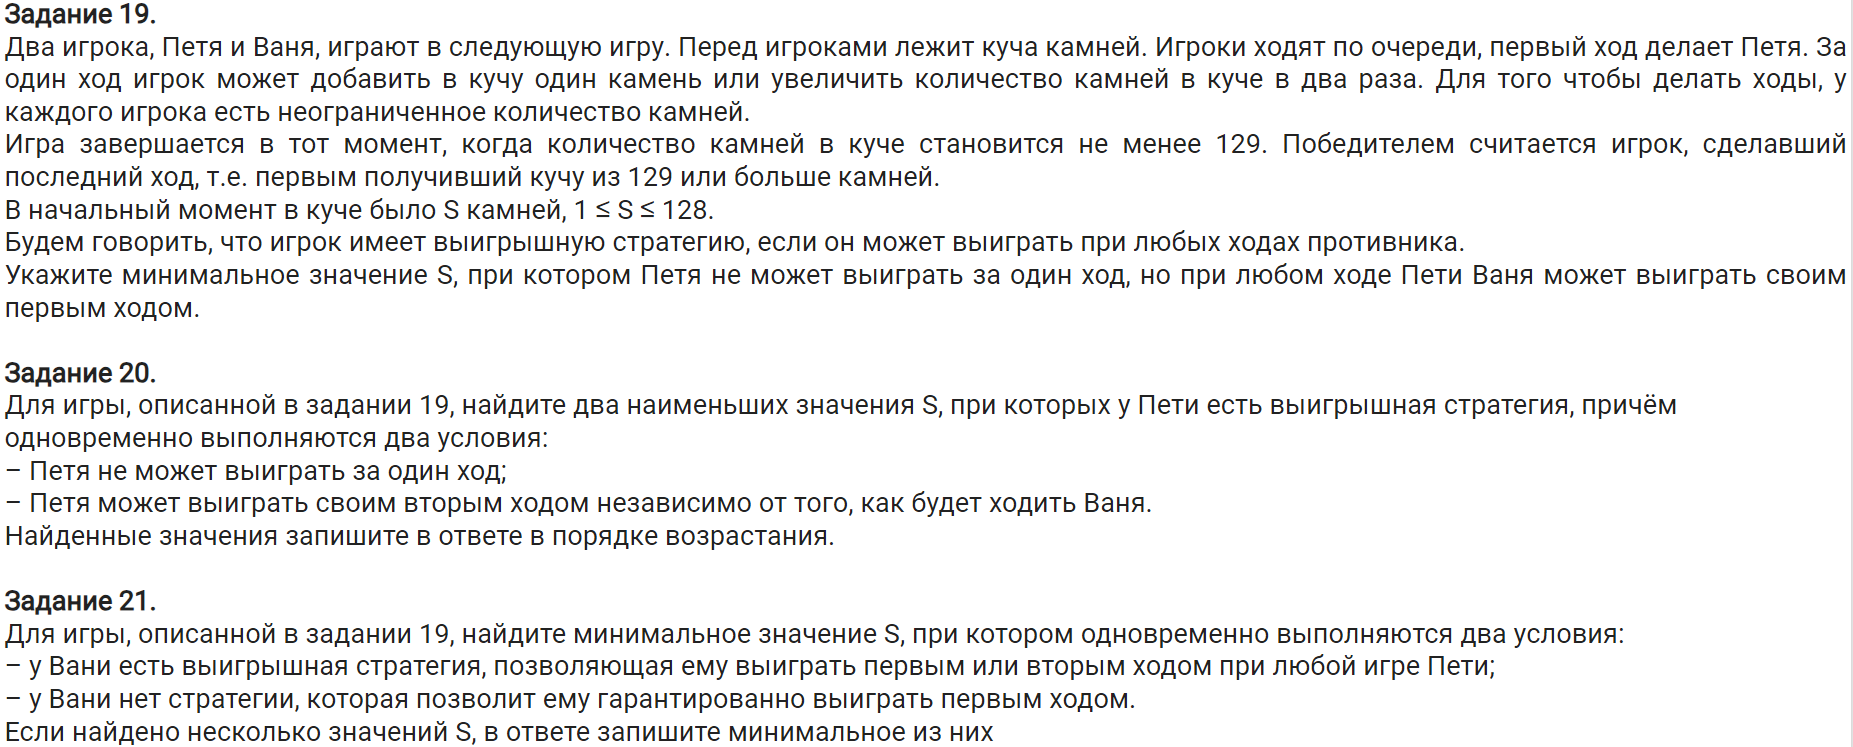 Задание 19.
Два игрока, Петя и Ваня, играют в следующую игру. Перед игроками лежит куча камней. Игроки ходят по очереди, первый ход делает Петя. За
один ход игрок может добавить в кучу один камень или увеличить количество камней в куче в два раза. Для того чтобы делать ходы, у
каждого игрока есть неограниченное количество камней.
Игра завершается в тот момент, когда количество камней в куче становится не менее 129. Победителем считается игрок, сделавший
последний ход, т.е. первым получивший кучу из 129 или больше камней.
В начальный момент в куче было S камней, 1 ≤ S ≤ 128.
Будем говорить, что игрок имеет выигрышную стратегию, если он может выиграть при любых ходах противника.
Укажите минимальное значение S, при котором Петя не может выиграть за один ход, но при любом ходе Пети Ваня может выиграть своим
первым ходом.
Задание 20.
Для игры, описанной в задании 19, найдите два наименьших значения S, при которых у Пети есть выигрышная стратегия, причём
одновременно выполняются два условия:
– Петя не может выиграть за один ход;
– Петя может выиграть своим вторым ходом независимо от того, как будет ходить Ваня.
Найденные значения запишите в ответе в порядке возрастания.
Задание 21.
Для игры, описанной в задании 19, найдите минимальное значение S, при котором одновременно выполняются два условия:
– у Вани есть выигрышная стратегия, позволяющая ему выиграть первым или вторым ходом при любой игре Пети;
– у Вани нет стратегии, которая позволит ему гарантированно выиграть первым ходом.
Если найдено несколько значений S, в ответе запишите минимальное из них